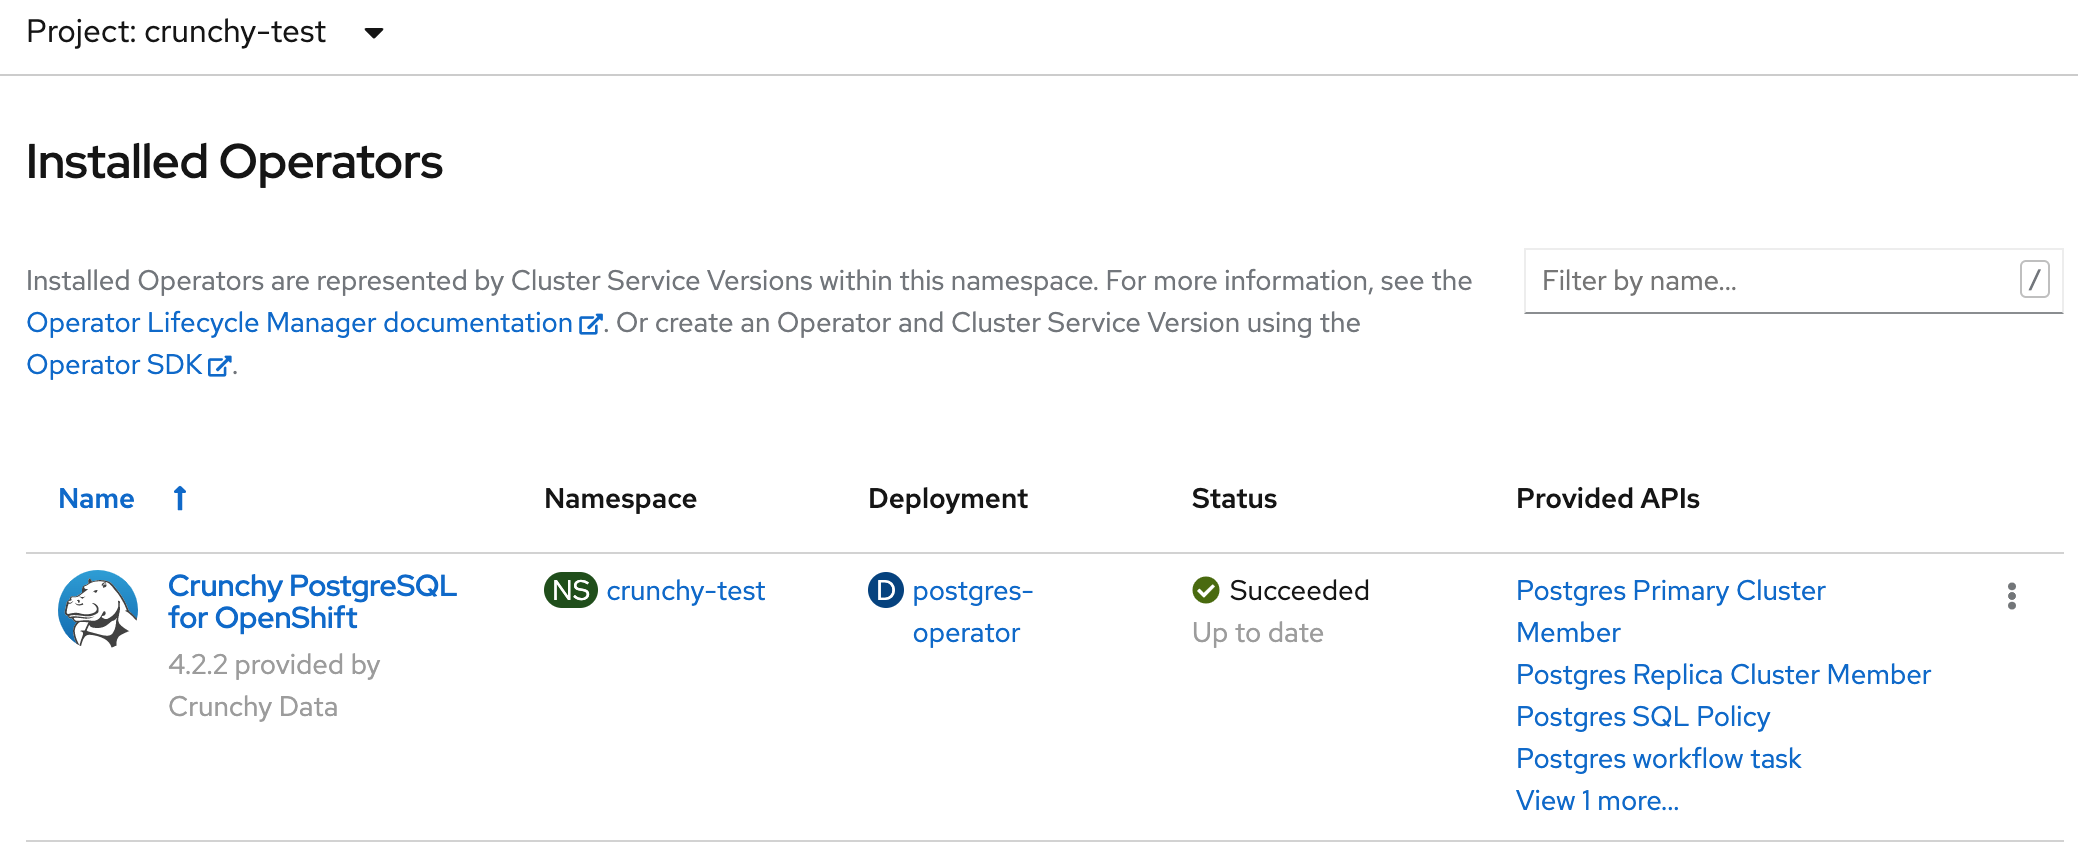 Project: crunchy-test
Installed Operators
Installed Operators are represented by Cluster Service Versions within this namespace. For more information, see the
Operator Lifecycle Manager documentation. Or create an Operator and Cluster Service Version using the
Operator SDK.
Filter by name...
/
Name
Namespace
Deployment
Status
Provided APIs
Crunchy PostgreSQL
for OpenShift
4.2.2 provided by
Crunchy Data
NS crunchy-test
D postgres-
operator
Succeeded
Up to date
Postgres Primary Cluster
Member
Postgres Replica Cluster Member
Postgres SQL Policy
Postgres workflow task
View 1 more...